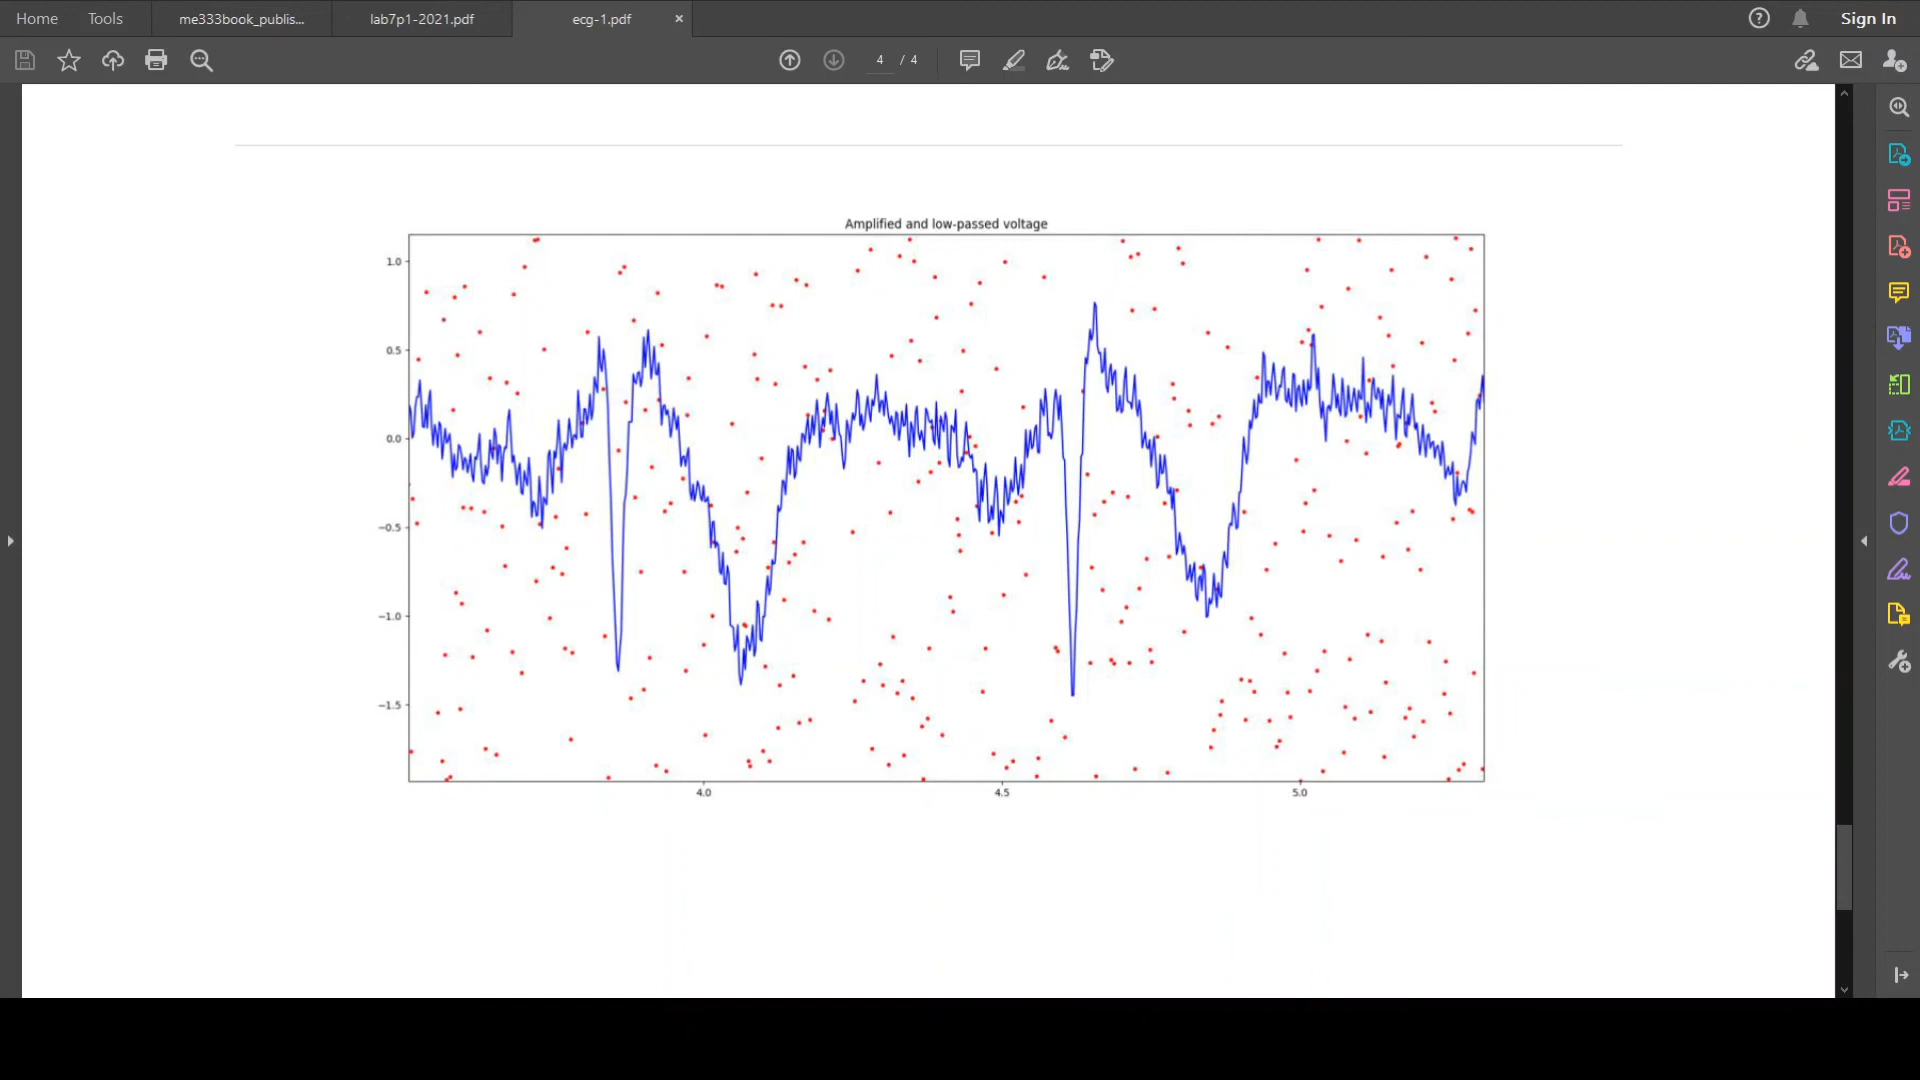 Home Tools me333book_publis... lab7p1-2021.pdf ecg-1.pdf × ? Sign In
4 / 4
Amplified and low-passed voltage
1.0
0.5
0.0
−0.5
−1.0
−1.5
4.0 4.5 5.0